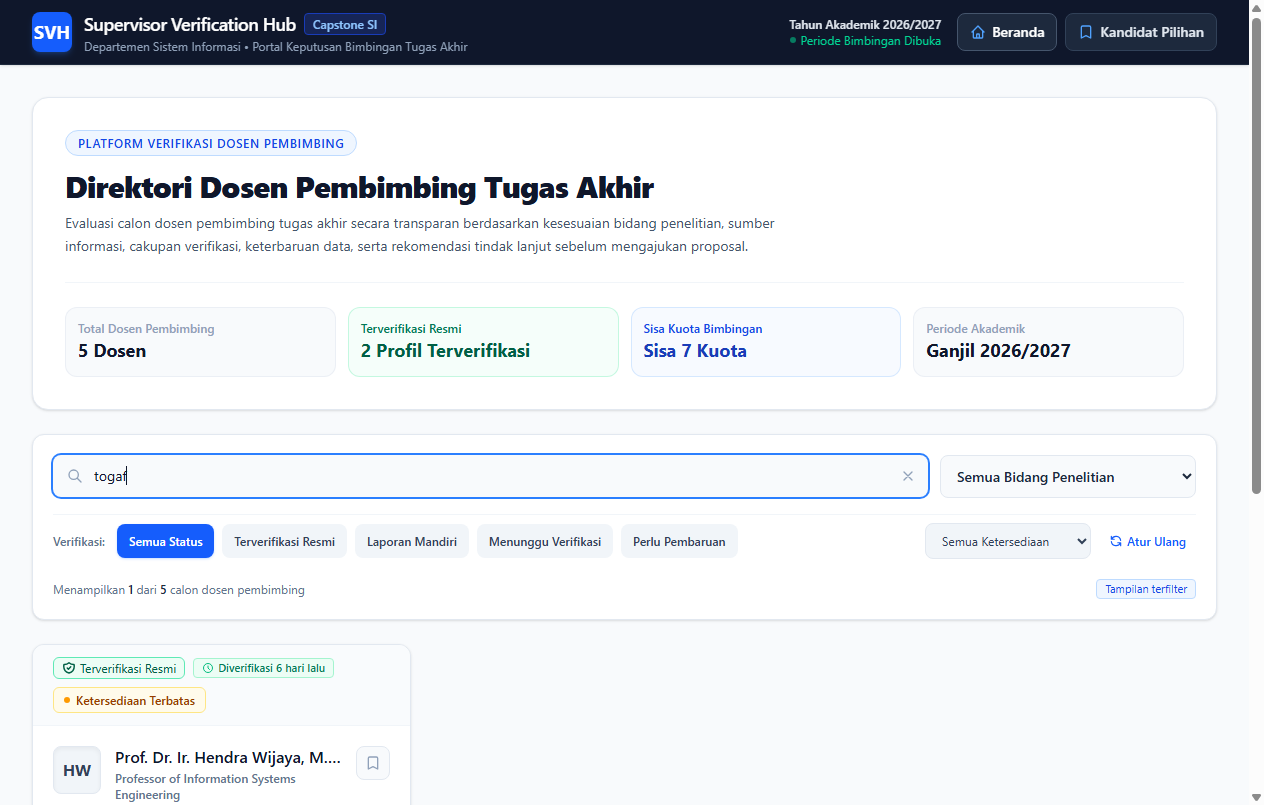 SVH
Supervisor Verification Hub
Capstone SI
Departemen Sistem Informasi • Portal Keputusan Bimbingan Tugas Akhir
Tahun Akademik 2026/2027
Periode Bimbingan Dibuka
Beranda
Kandidat Pilihan
PLATFORM VERIFIKASI DOSEN PEMBIMBING
Direktori Dosen Pembimbing Tugas Akhir
Evaluasi calon dosen pembimbing tugas akhir secara transparan berdasarkan kesesuaian bidang penelitian, sumber
informasi, cakupan verifikasi, keterbaruan data, serta rekomendasi tindak lanjut sebelum mengajukan proposal.
Total Dosen Pembimbing
5 Dosen
Terverifikasi Resmi
2 Profil Terverifikasi
Sisa Kuota Bimbingan
Sisa 7 Kuota
Periode Akademik
Ganjil 2026/2027
togaf
Semua Bidang Penelitian
Verifikasi:
Semua Status
Terverifikasi Resmi
Laporan Mandiri
Menunggu Verifikasi
Perlu Pembaruan
Semua Ketersediaan
Atur Ulang
Menampilkan 1 dari 5 calon dosen pembimbing
Tampilan terfilter
Terverifikasi Resmi
Diverifikasi 6 hari lalu
Ketersediaan Terbatas
HW
Prof. Dr. Ir. Hendra Wijaya, M....
Professor of Information Systems
Engineering